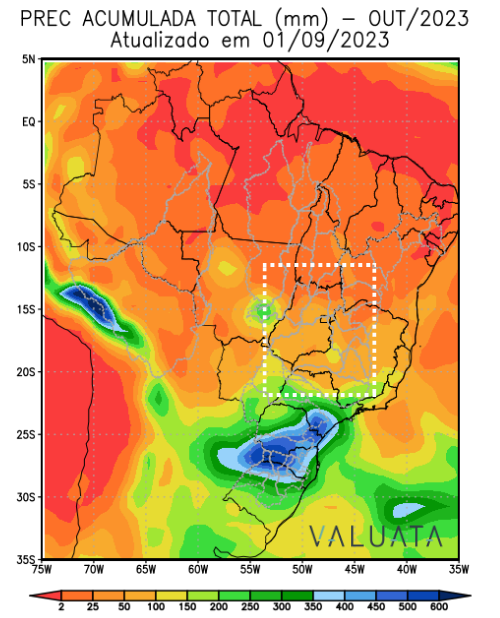 PREC ACUMULADA TOTAL (mm) – OUT/2023
Atualizado em 01/09/2023
5N
EQ
5S
10S
15S
20S
25S
30S
35S
VALUATA
75W 70W 65W 60W 55W 50W 45W 40W 35W
2 25 50 100 150 200 300 350 400 450 500 600